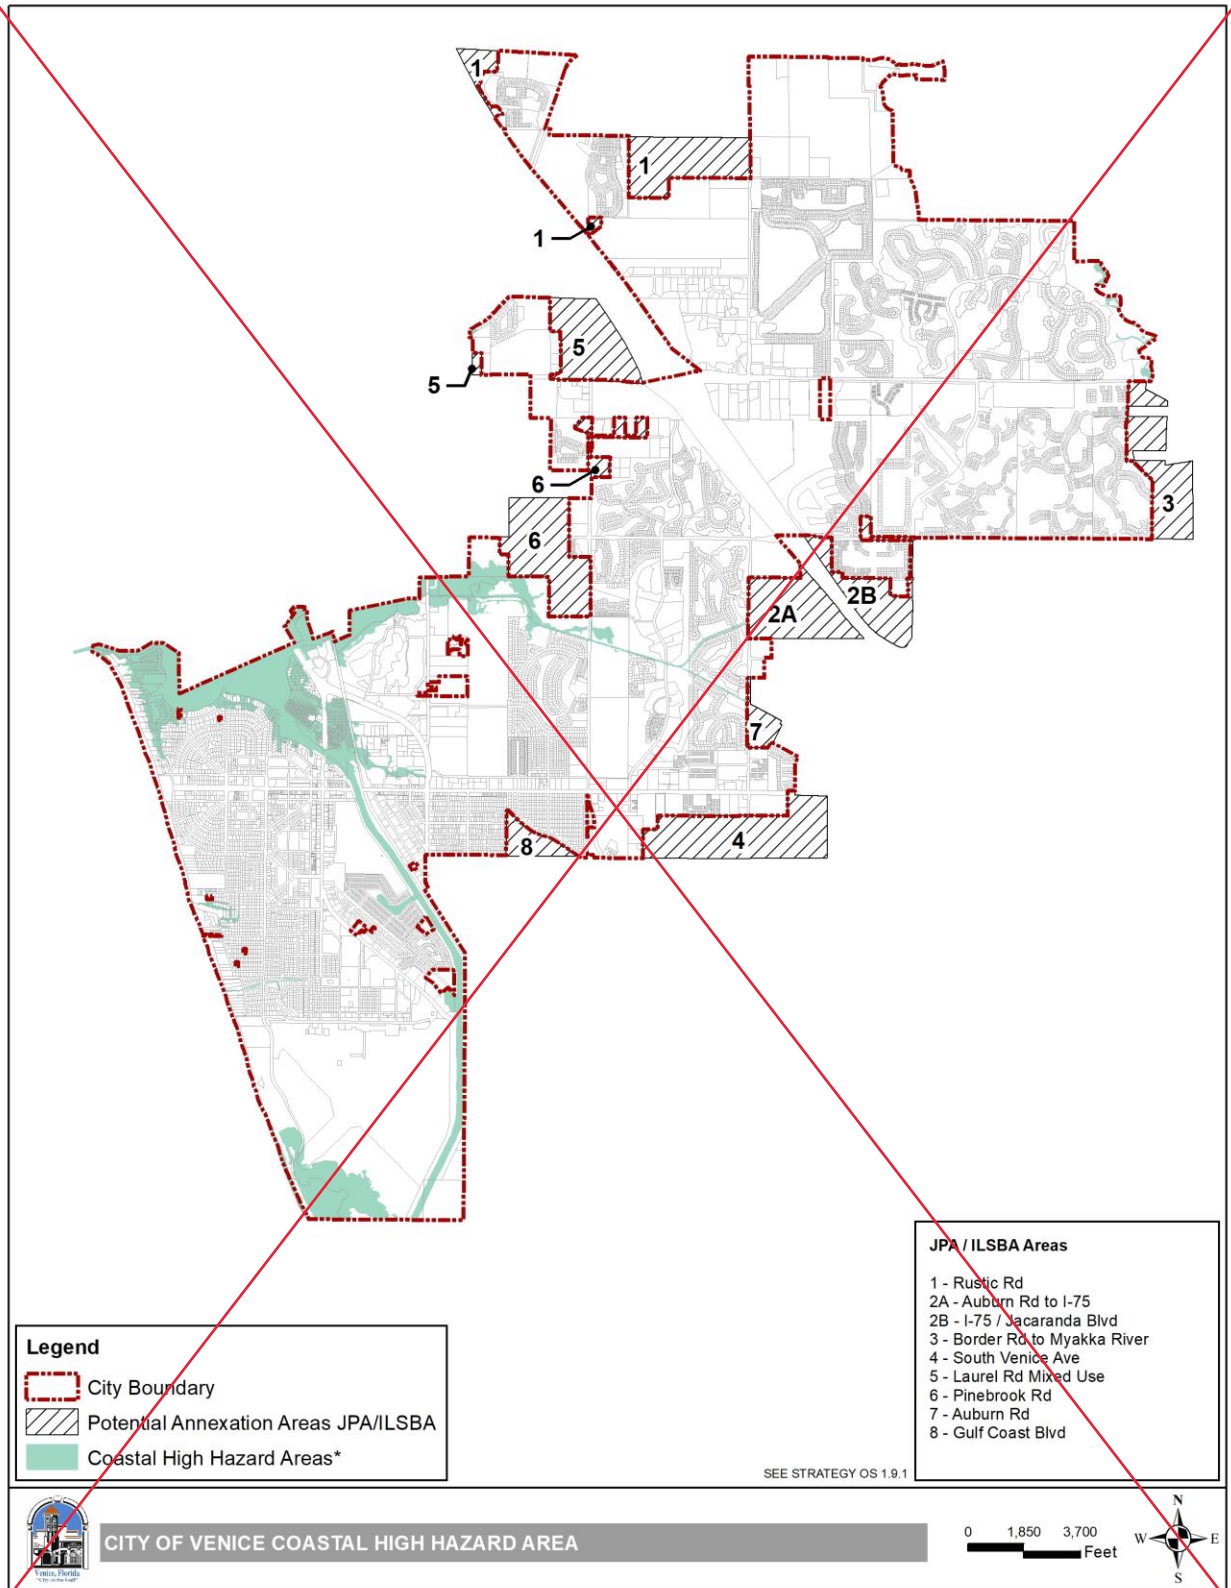 1
1
1
5
5
6
6
3
2B
2A
7
4
8
JPA / ILSBA Areas
1 - Rustic Rd
2A - Auburn Rd to I-75
2B - I-75 / Jacaranda Blvd
3 - Border Rd to Myakka River
4 - South Venice Ave
5 - Laurel Rd Mixed Use
6 - Pinebrook Rd
7 - Auburn Rd
8 - Gulf Coast Blvd
Legend
City Boundary
Potential Annexation Areas JPA/ILSBA
Coastal High Hazard Areas*
SEE STRATEGY OS 1.9.1
Venice, Florida
"City on the Gulf"
CITY OF VENICE COASTAL HIGH HAZARD AREA
0 1,850 3,700
Feet
N
W E
S